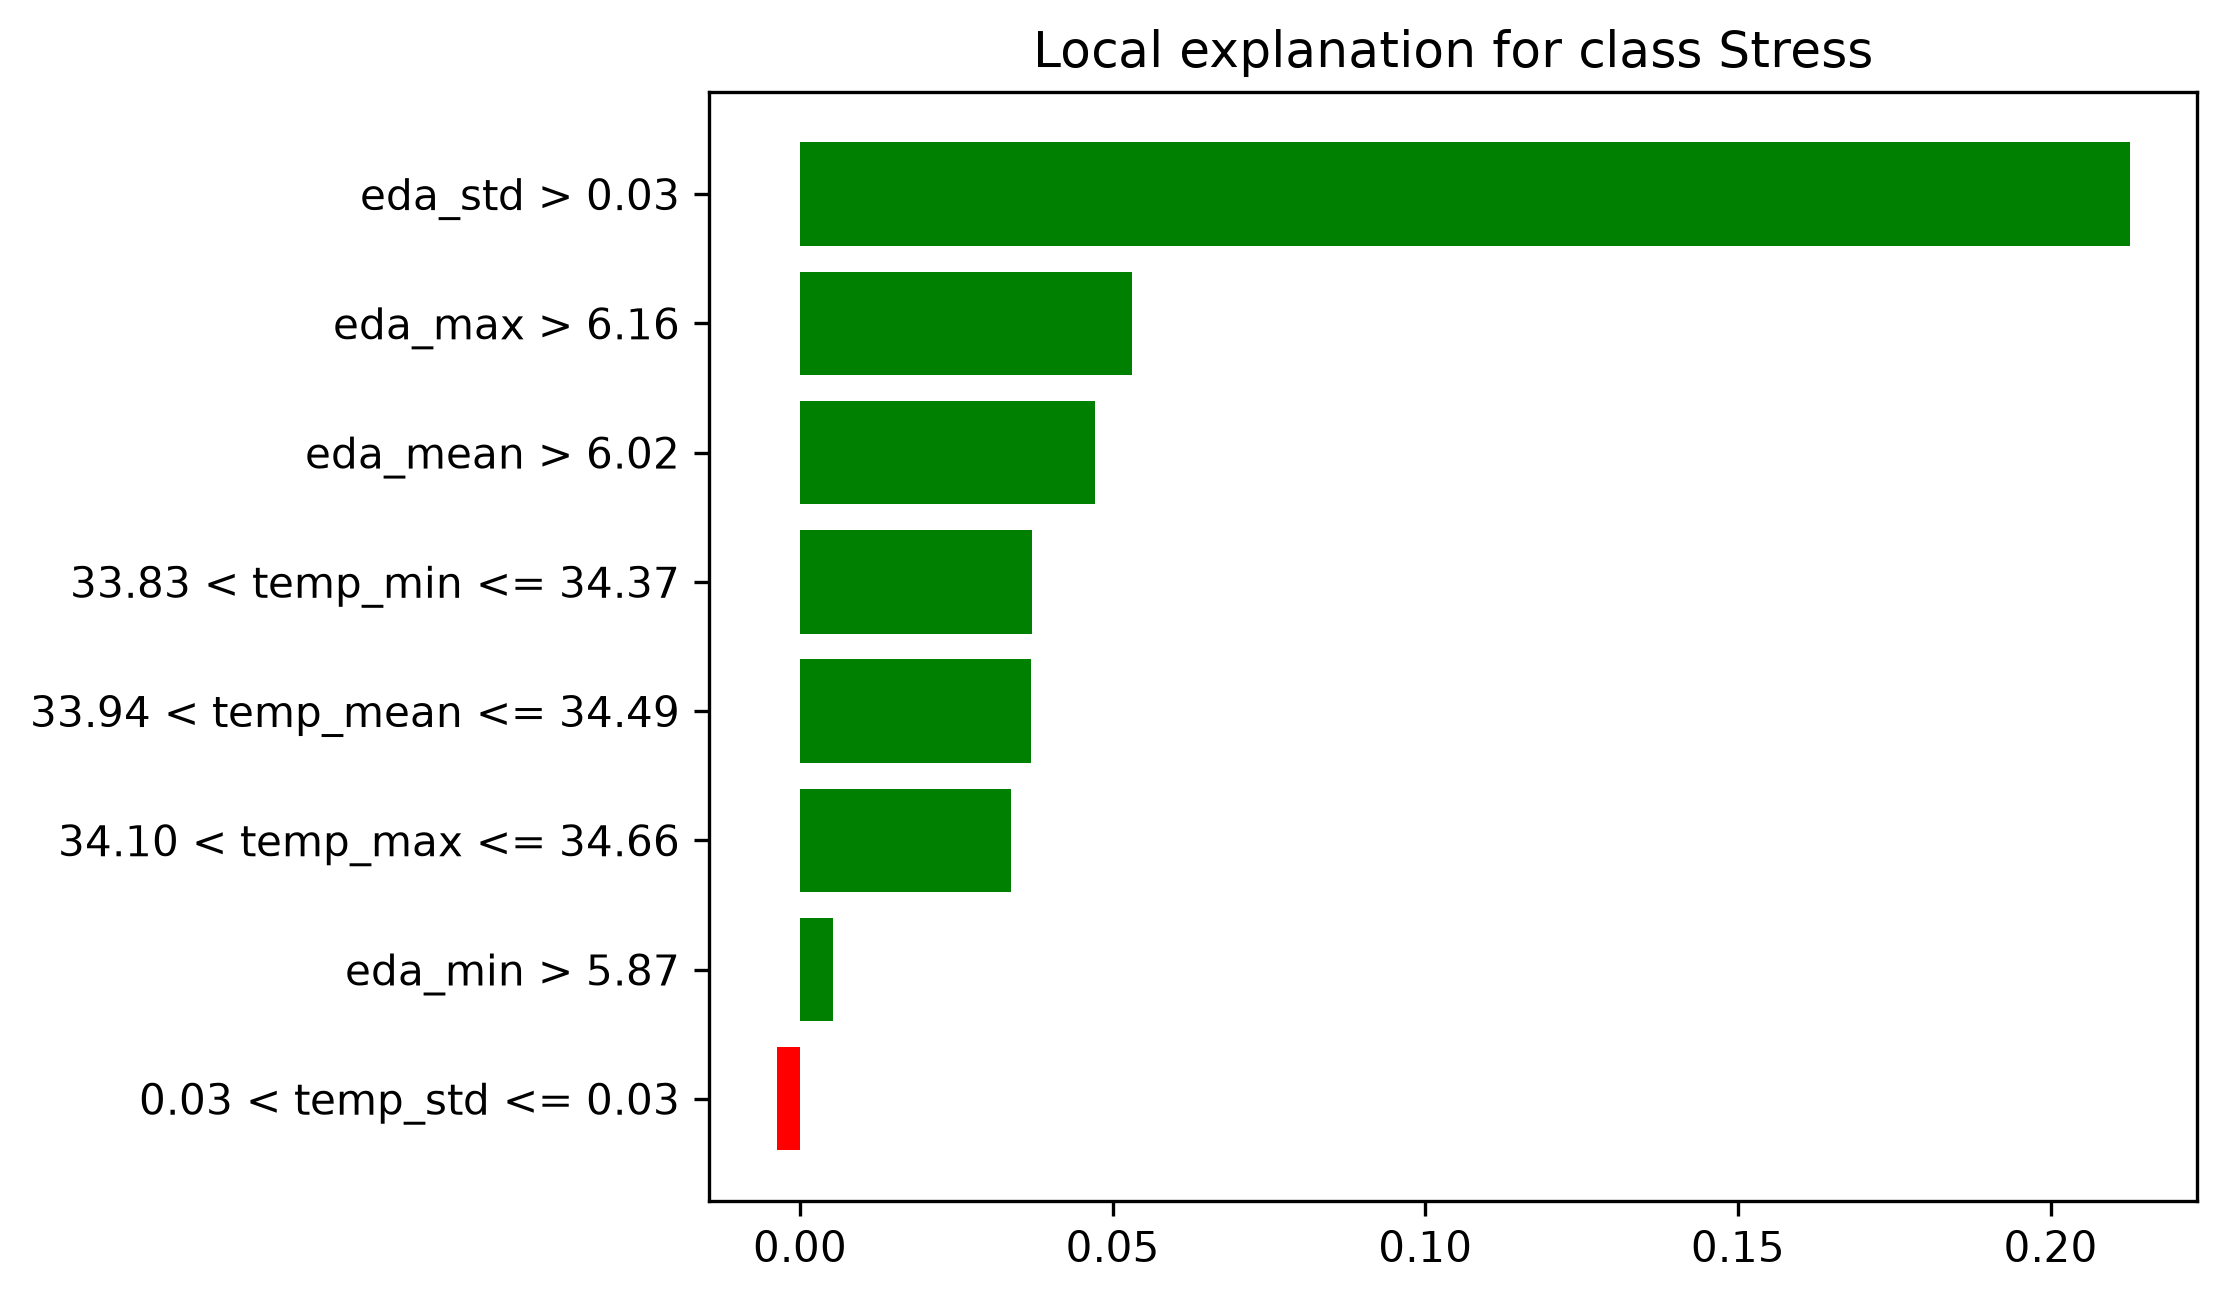 Local explanation for class Stress
eda_std > 0.03
eda_max > 6.16
eda_mean > 6.02
33.83 < temp_min <= 34.37
33.94 < temp_mean <= 34.49
34.10 < temp_max <= 34.66
eda_min > 5.87
0.03 < temp_std <= 0.03
0.00 0.05 0.10 0.15 0.20